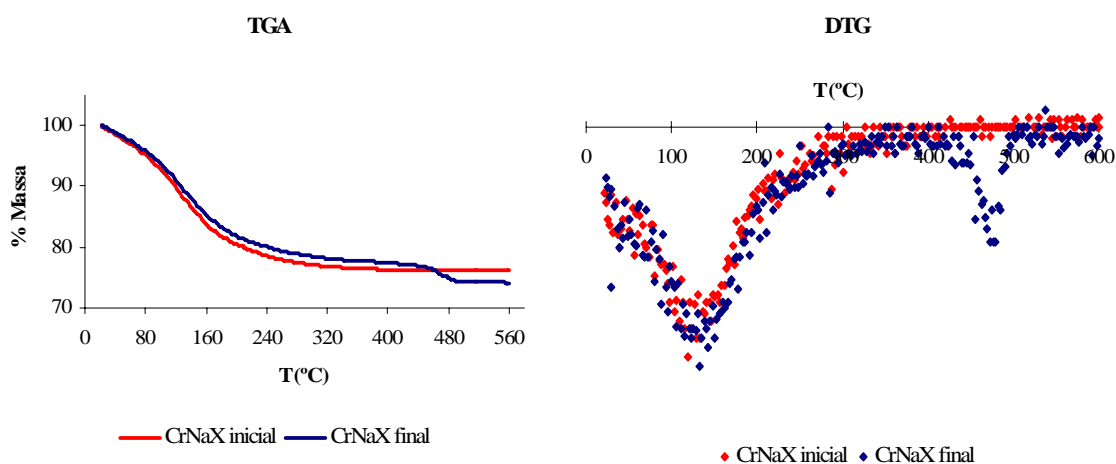 TGA
% Massa
100
90
80
70
0 80 160 240 320 400 480 560
T(ºC)
CrNaX inicial CrNaX final
DTG
T(ºC)
0 100 200 300 400 500 600
CrNaX inicial CrNaX final